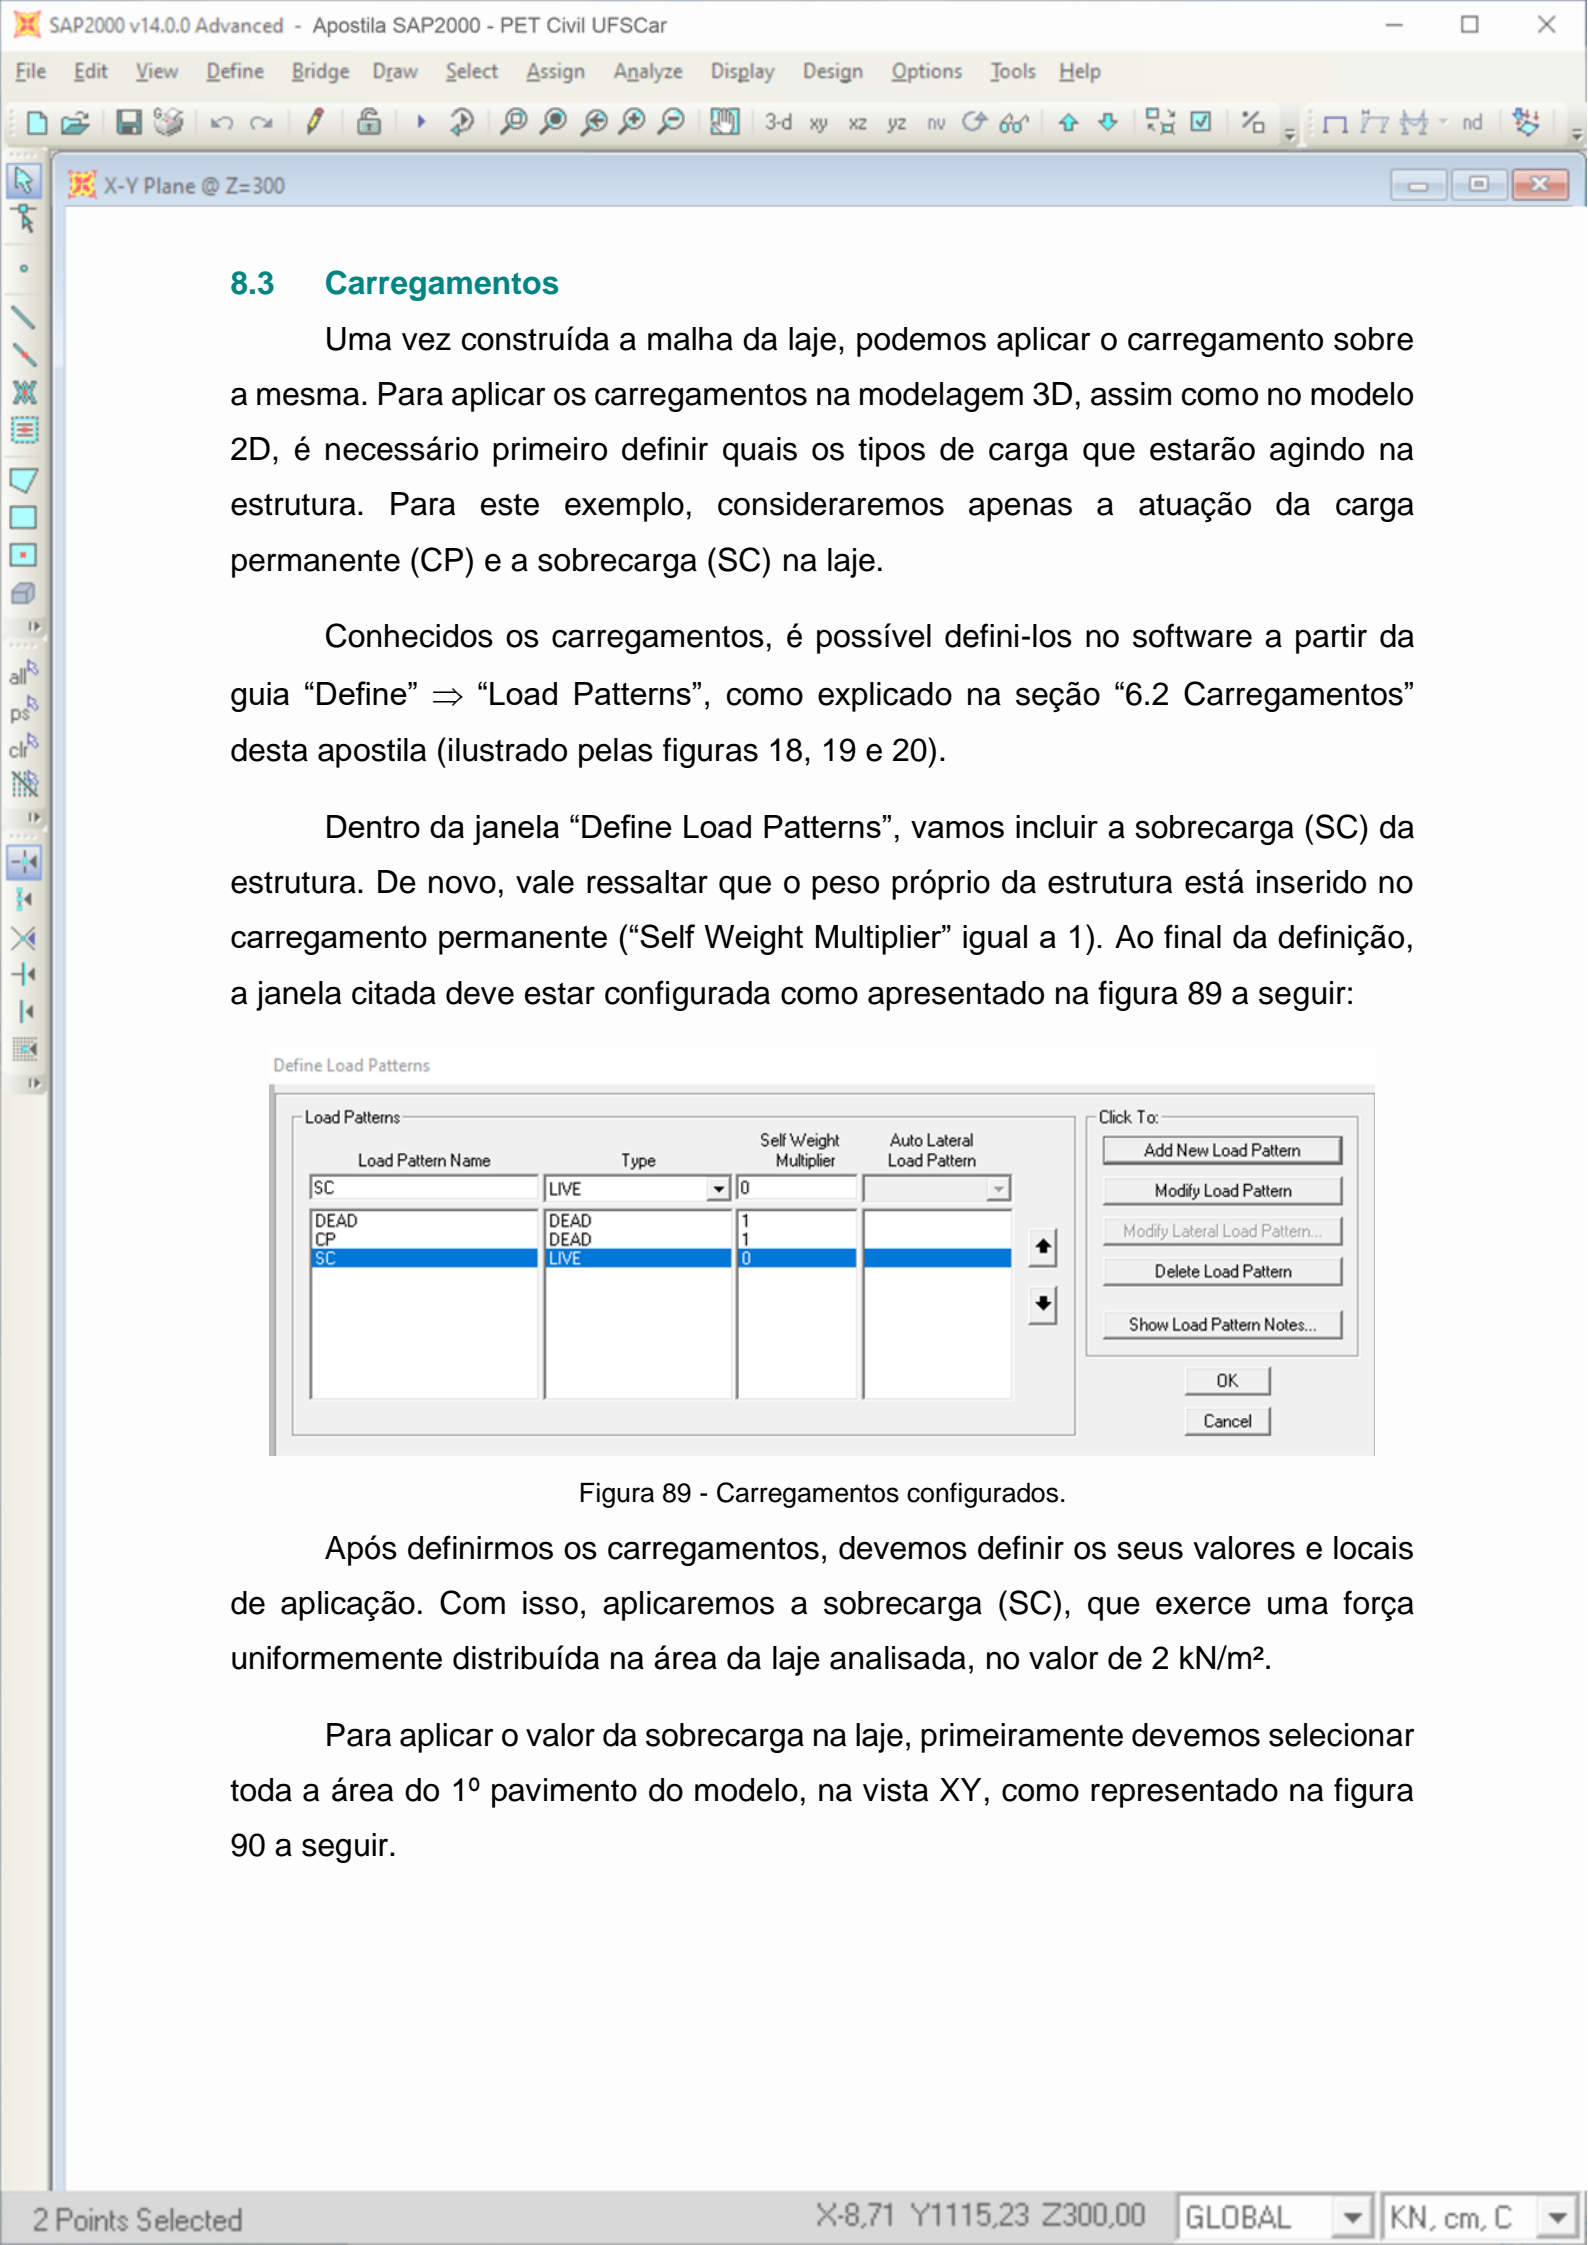 SAP2000 v14.0.0 Advanced - Apostila SAP2000 - PET Civil UFSCar
File Edit View Define Bridge Draw Select Assign Analyze Display Design Options Tools Help
3-d xy xz yz nv nd
X-Y Plane @ Z=300
all
ps
clr
8.3 Carregamentos
Uma vez construída a malha da laje, podemos aplicar o carregamento sobre
a mesma. Para aplicar os carregamentos na modelagem 3D, assim como no modelo
2D, é necessário primeiro definir quais os tipos de carga que estarão agindo na
estrutura. Para este exemplo, consideraremos apenas a atuação da carga
permanente (CP) e a sobrecarga (SC) na laje.
Conhecidos os carregamentos, é possível defini-los no software a partir da
guia “Define” ⇒ “Load Patterns”, como explicado na seção “6.2 Carregamentos”
desta apostila (ilustrado pelas figuras 18, 19 e 20).
Dentro da janela “Define Load Patterns”, vamos incluir a sobrecarga (SC) da
estrutura. De novo, vale ressaltar que o peso próprio da estrutura está inserido no
carregamento permanente (“Self Weight Multiplier” igual a 1). Ao final da definição,
a janela citada deve estar configurada como apresentado na figura 89 a seguir:
Define Load Patterns
Load Patterns
Self Weight Auto Lateral
Load Pattern Name Type Multiplier Load Pattern
SC LIVE 0
DEAD DEAD 1
CP DEAD 1
SC LIVE 0
Click To:
Add New Load Pattern
Modify Load Pattern
Modify Lateral Load Pattern...
Delete Load Pattern
Show Load Pattern Notes...
OK
Cancel
Figura 89 - Carregamentos configurados.
Após definirmos os carregamentos, devemos definir os seus valores e locais
de aplicação. Com isso, aplicaremos a sobrecarga (SC), que exerce uma força
uniformemente distribuída na área da laje analisada, no valor de 2 kN/m².
Para aplicar o valor da sobrecarga na laje, primeiramente devemos selecionar
toda a área do 1º pavimento do modelo, na vista XY, como representado na figura
90 a seguir.
2 Points Selected X-8,71 Y1115,23 Z300,00 GLOBAL KN, cm, C